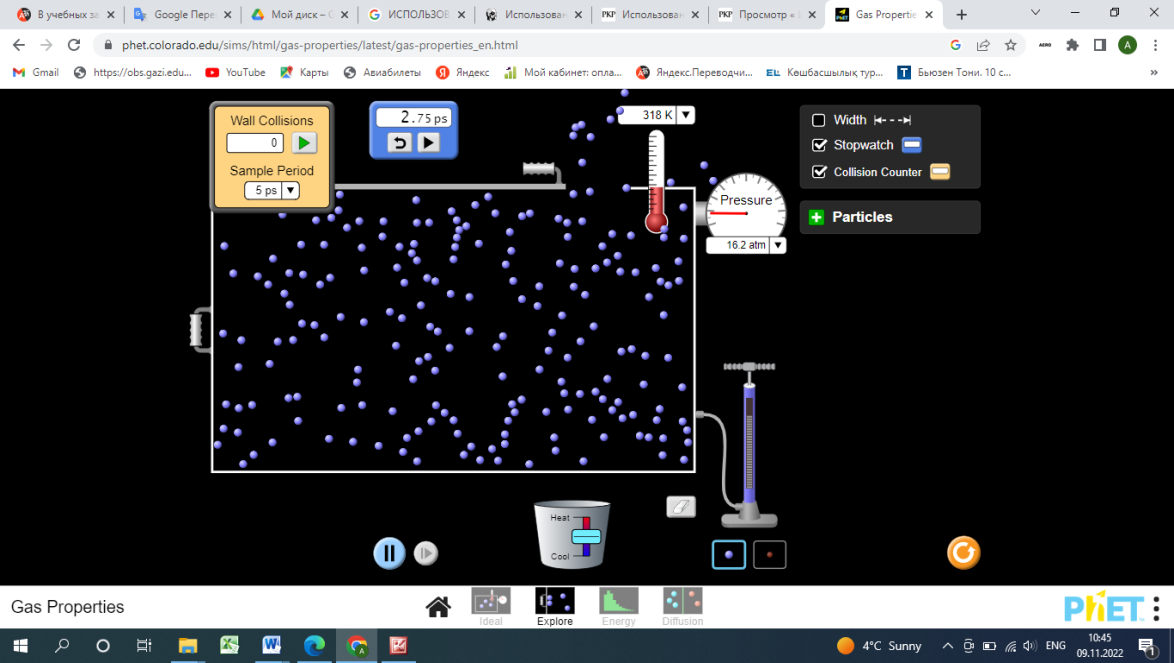 В учебных за
Google Пере
Мой диск – G
ИСПОЛЬЗОВ
Использован
PKP Использован
PKP Просмотр «
Gas Propertie
phet.colorado.edu/sims/html/gas-properties/latest/gas-properties_en.html
Gmail
https://obs.gazi.edu...
YouTube
Карты
Авиабилеты
Яндекс
Мой кабинет: опла...
Яндекс.Переводчи...
Көшбасшылық тур...
Бьюзен Тони. 10 с...
Wall Collisions
0
Sample Period
5 ps
2.75 ps
318 K
Pressure
16.2 atm
Width
Stopwatch
Collision Counter
Particles
Heat
Cool
Gas Properties
Ideal
Explore
Energy
Diffusion
PhET
4°C Sunny
ENG
10:45
09.11.2022
1